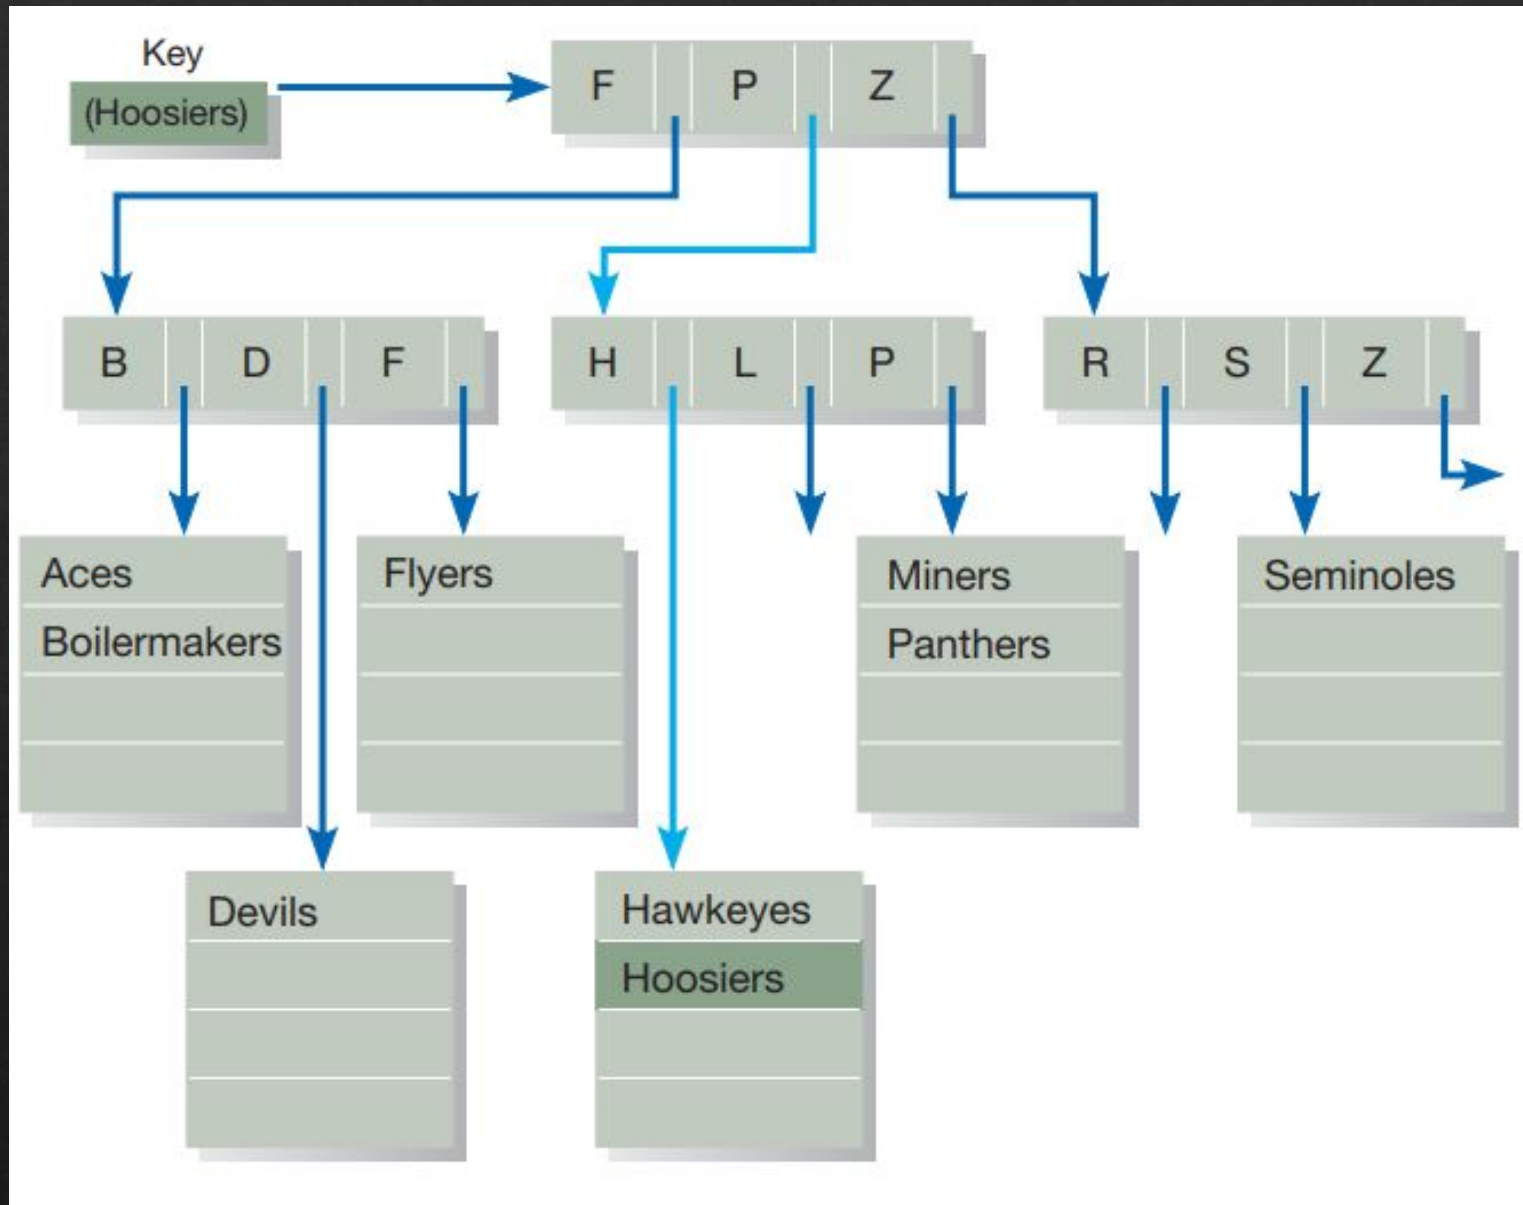 Key
(Hoosiers)
F P Z
B D F
H L P
R S Z
Aces
Boilermakers
Flyers
Miners
Panthers
Seminoles
Devils
Hawkeyes
Hoosiers